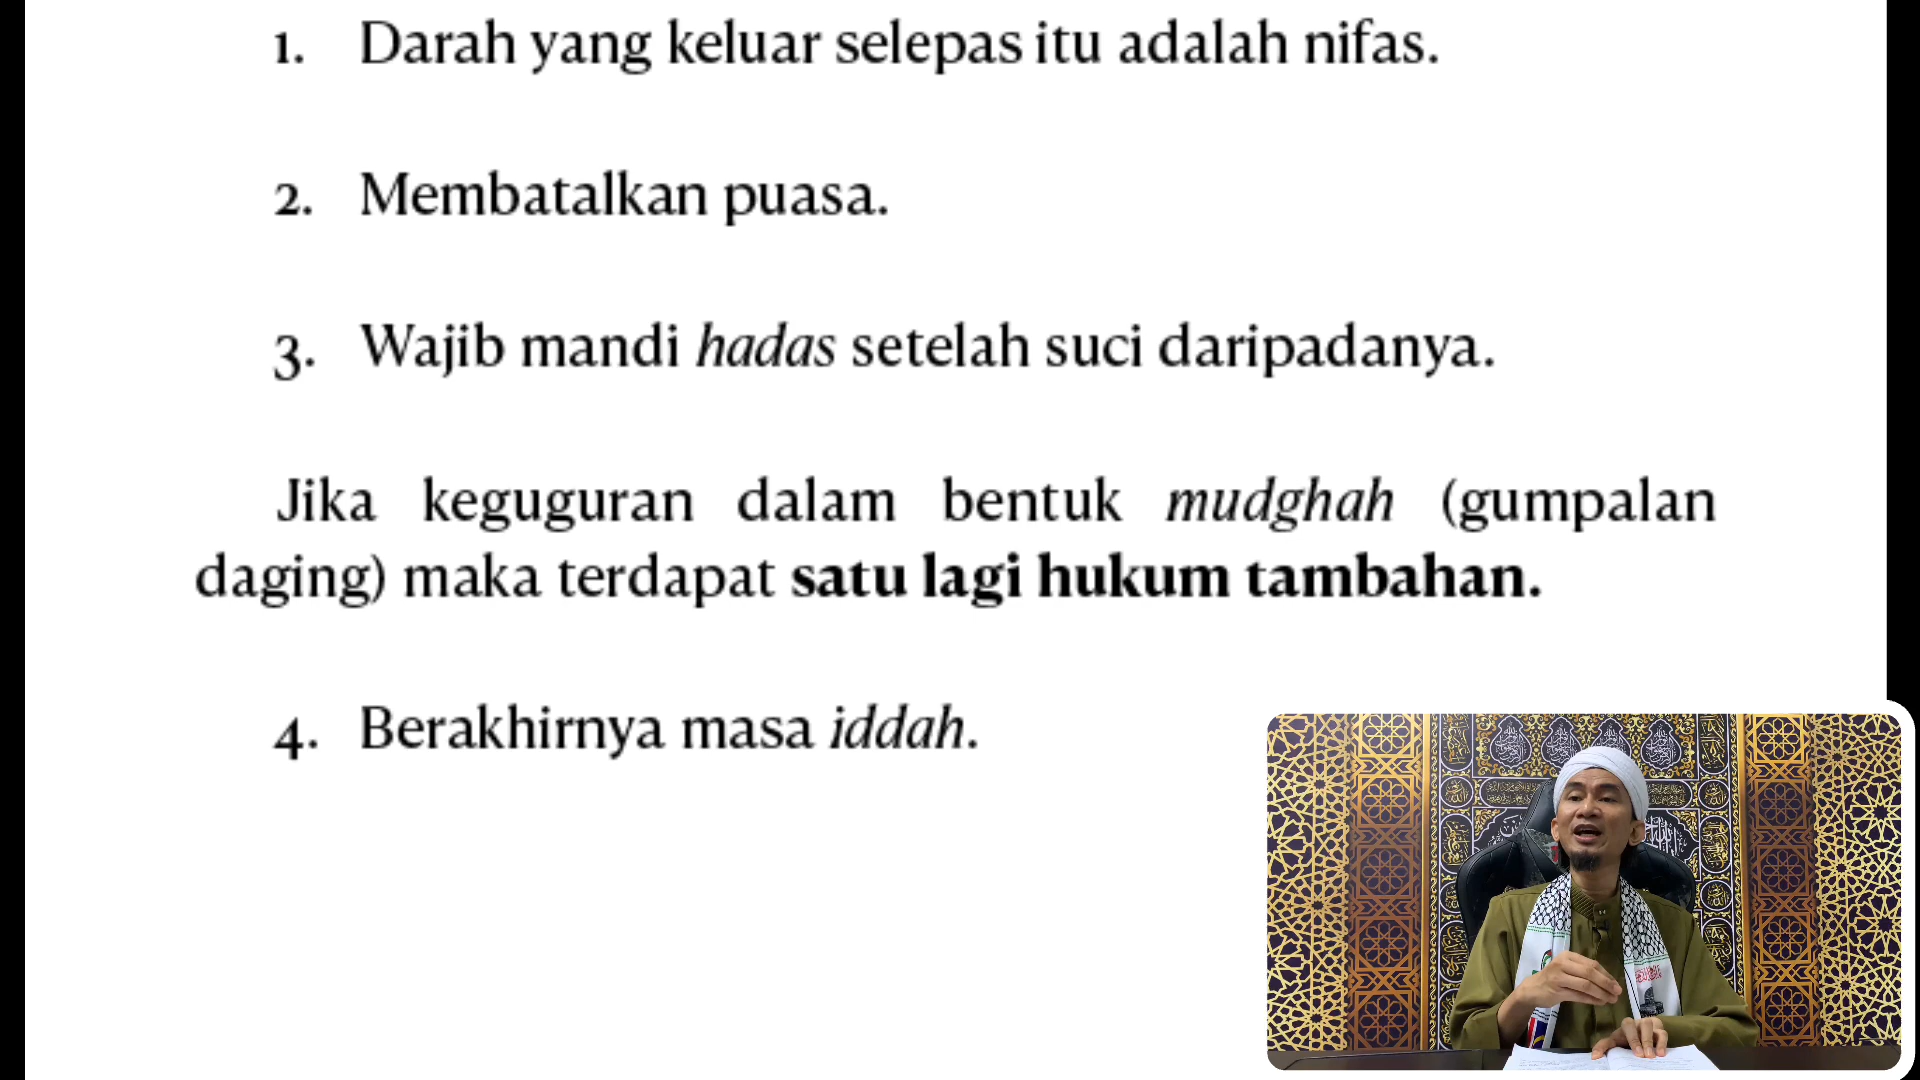 1. Darah yang keluar selepas itu adalah nifas.
2. Membatalkan puasa.
3. Wajib mandi hadas setelah suci daripadanya.
Jika keguguran dalam bentuk mudghah (gumpalan
daging) maka terdapat satu lagi hukum tambahan.
4. Berakhirnya masa iddah.